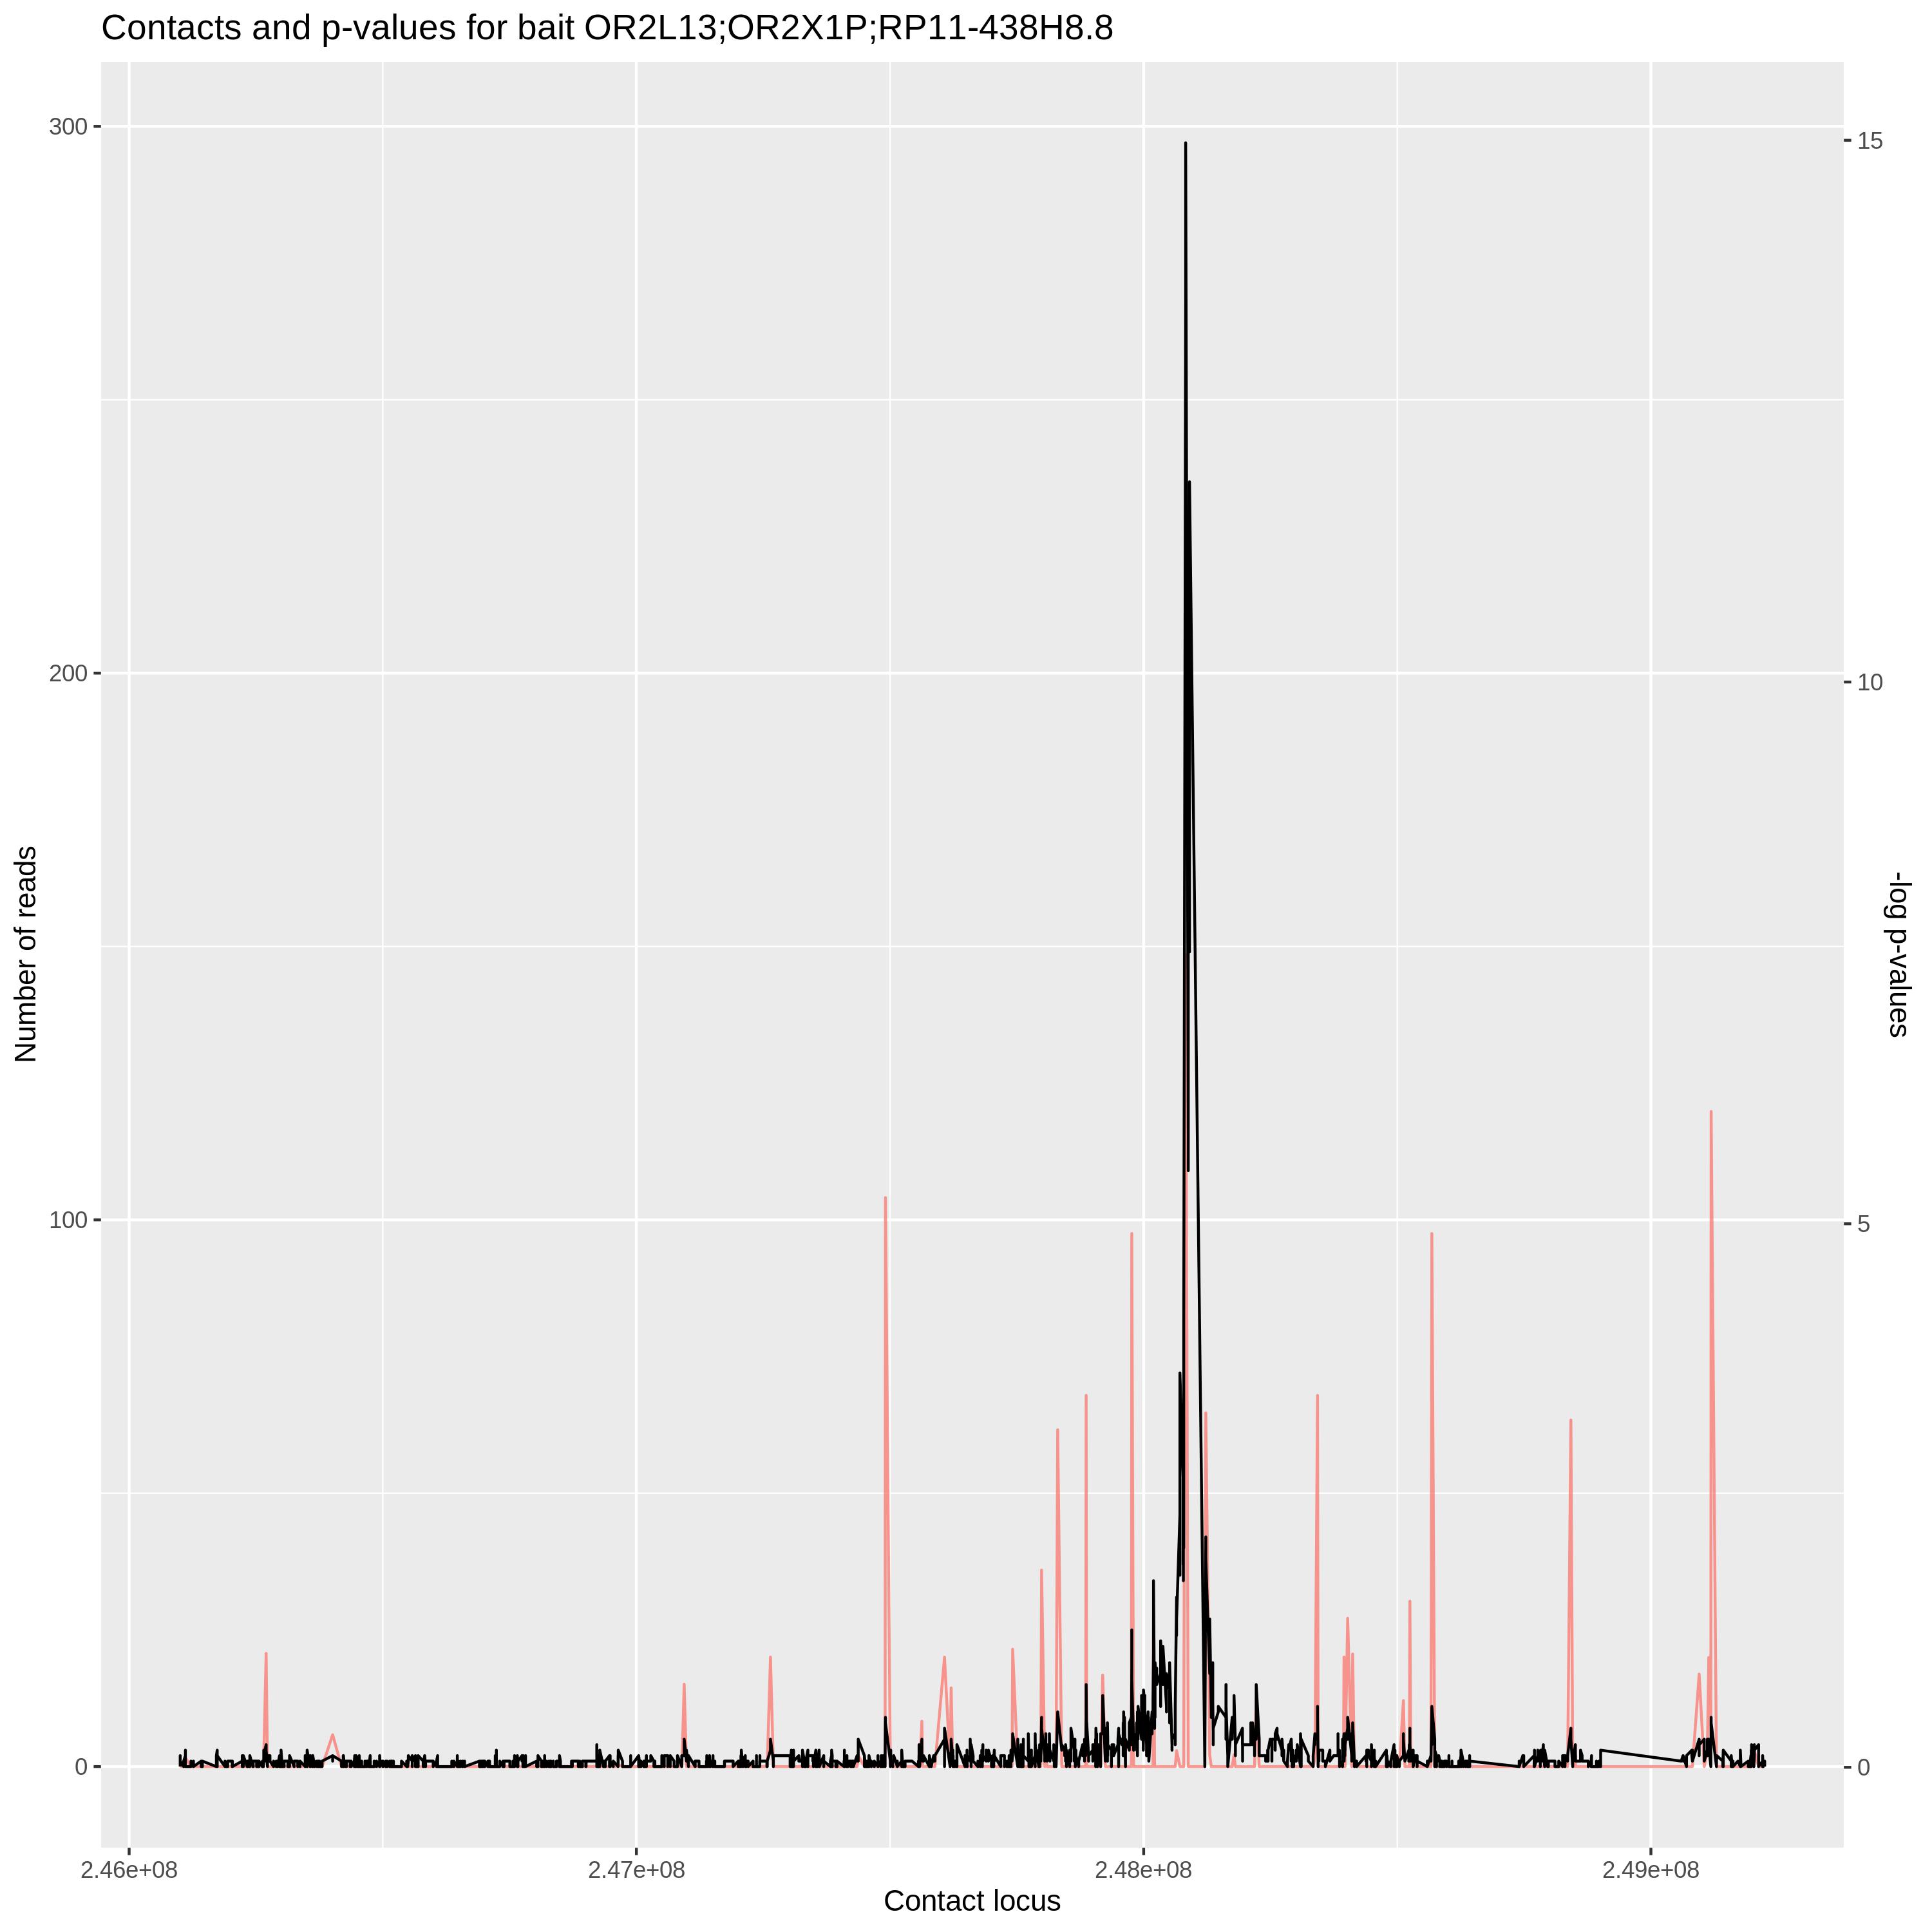 Contacts and p-values for bait OR2L13;OR2X1P;RP11-438H8.8
300
200
100
0
Number of reads
15
10
5
0
-log p-values
2.46e+08
2.47e+08
2.48e+08
2.49e+08
Contact locus